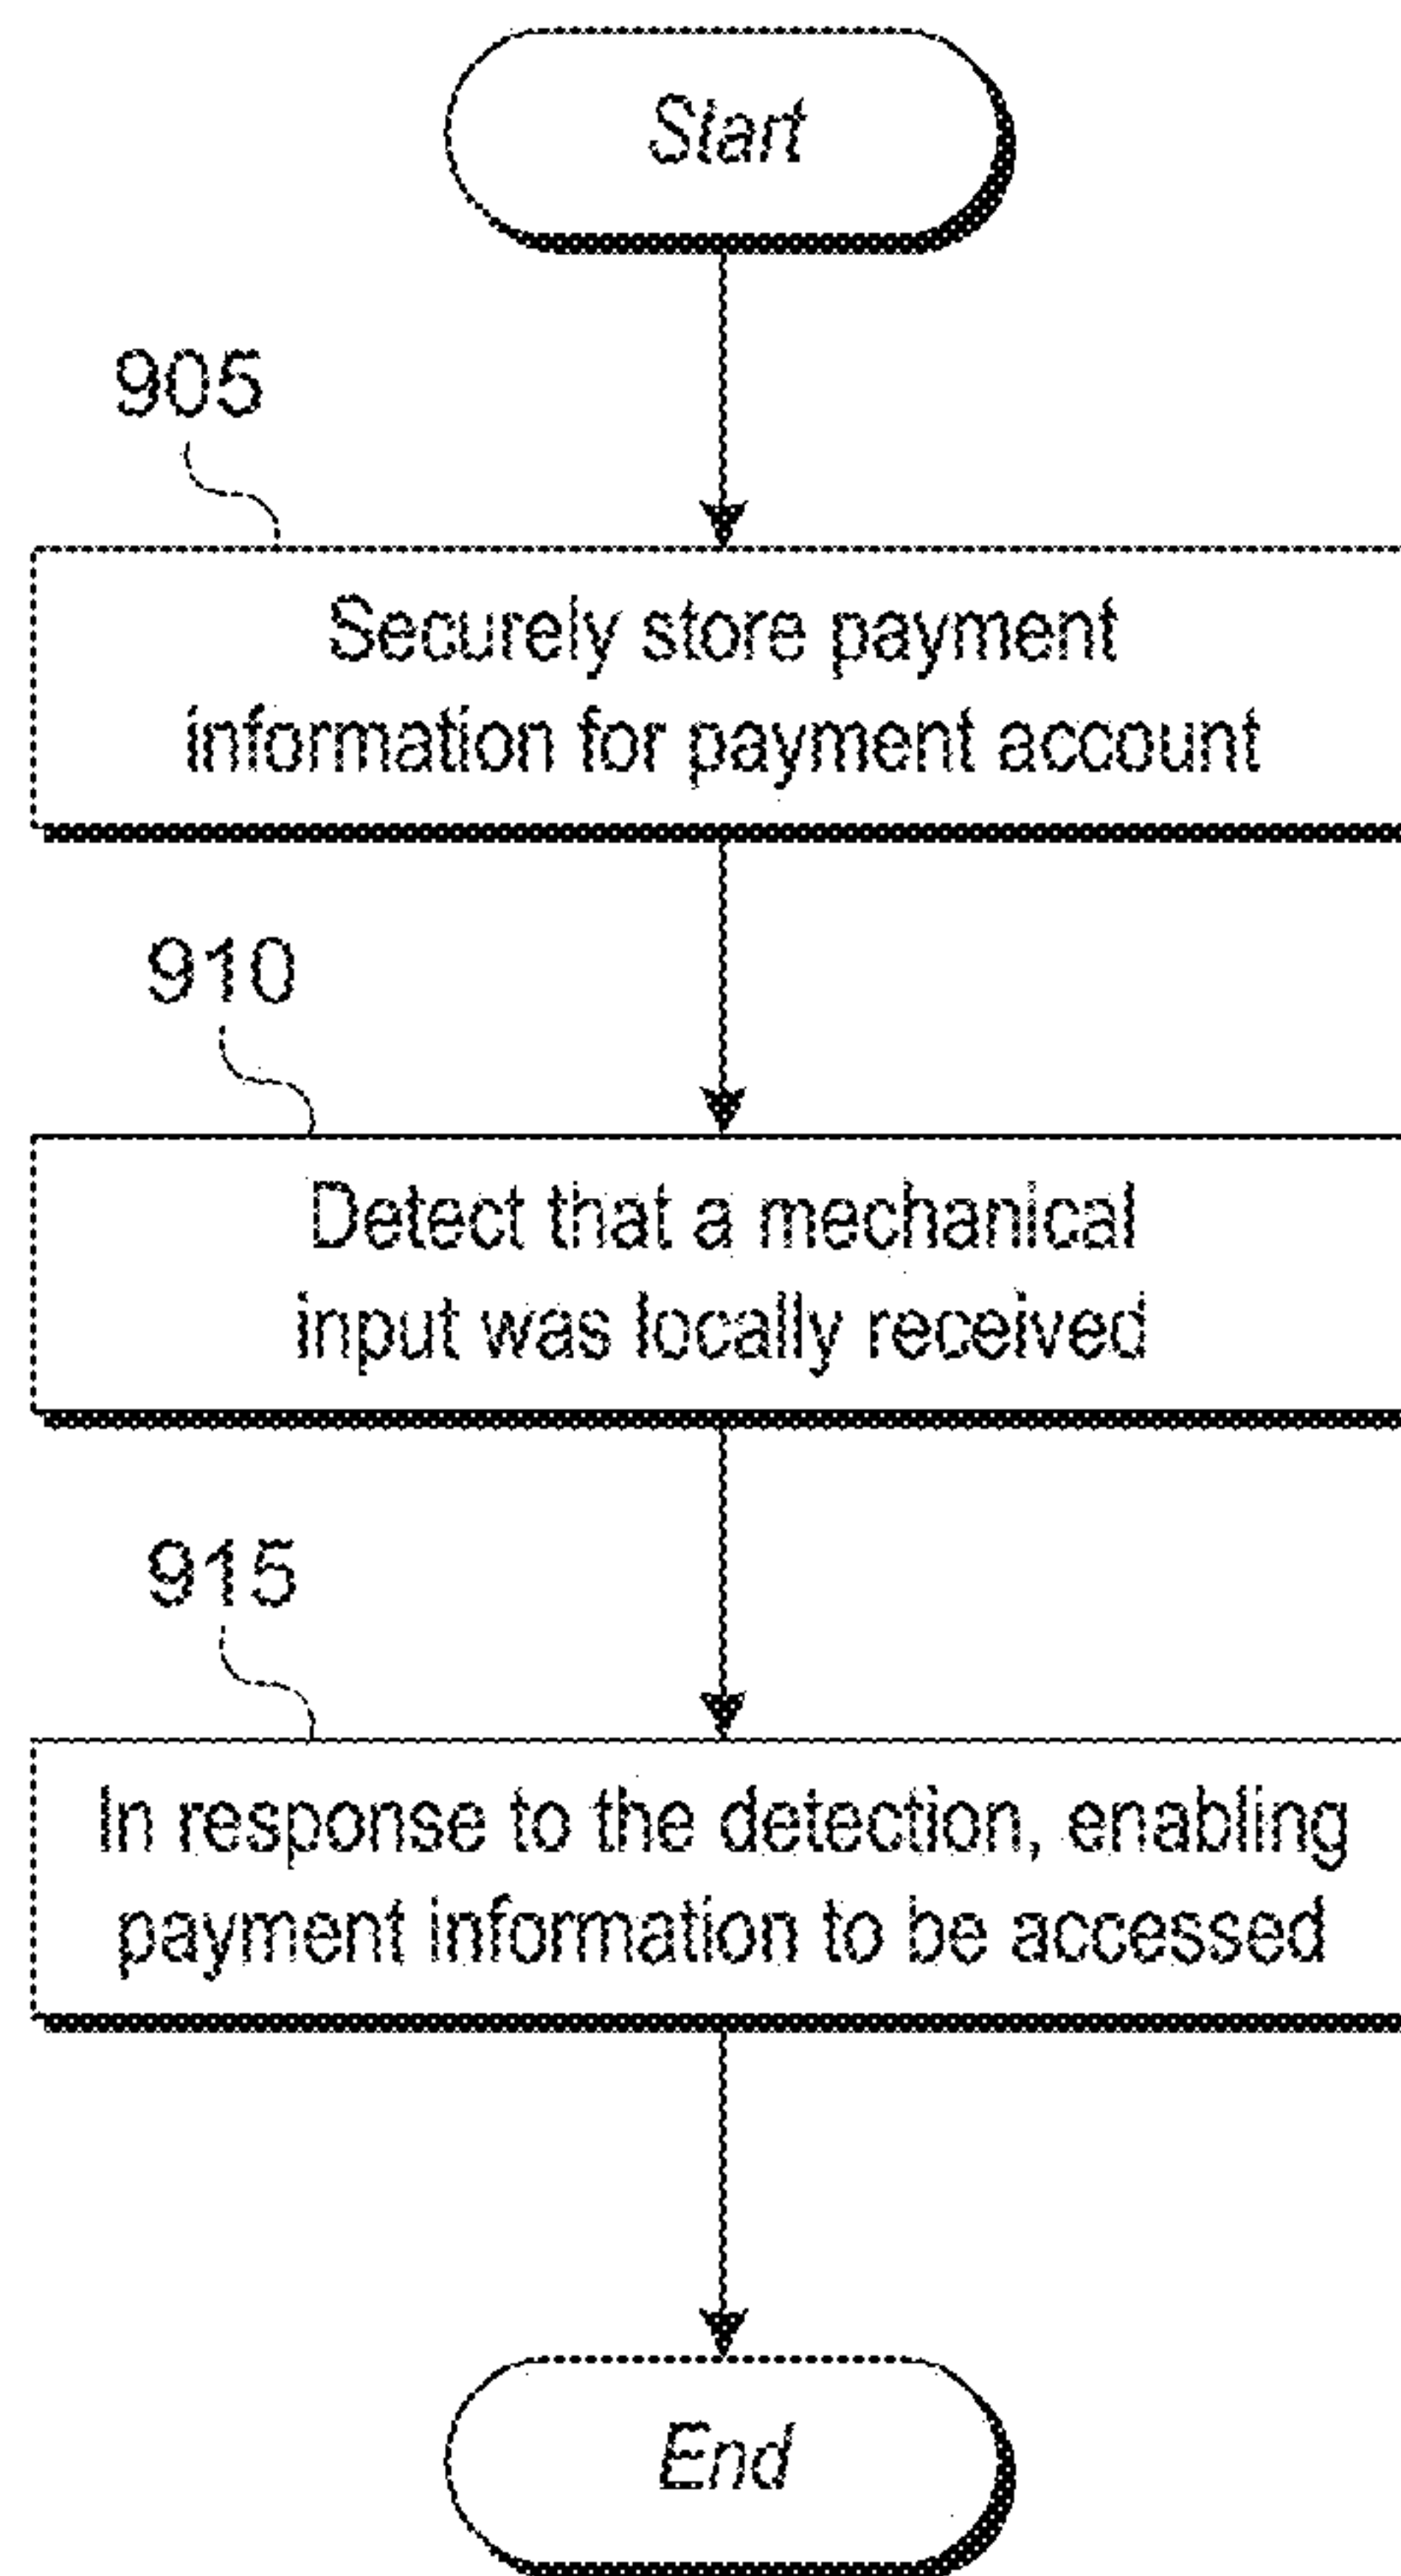 Start
905
Securely store payment
information for payment account
910
Detect that a mechanical
input was locally received
915
In response to the detection, enabling
payment information to be accessed
End